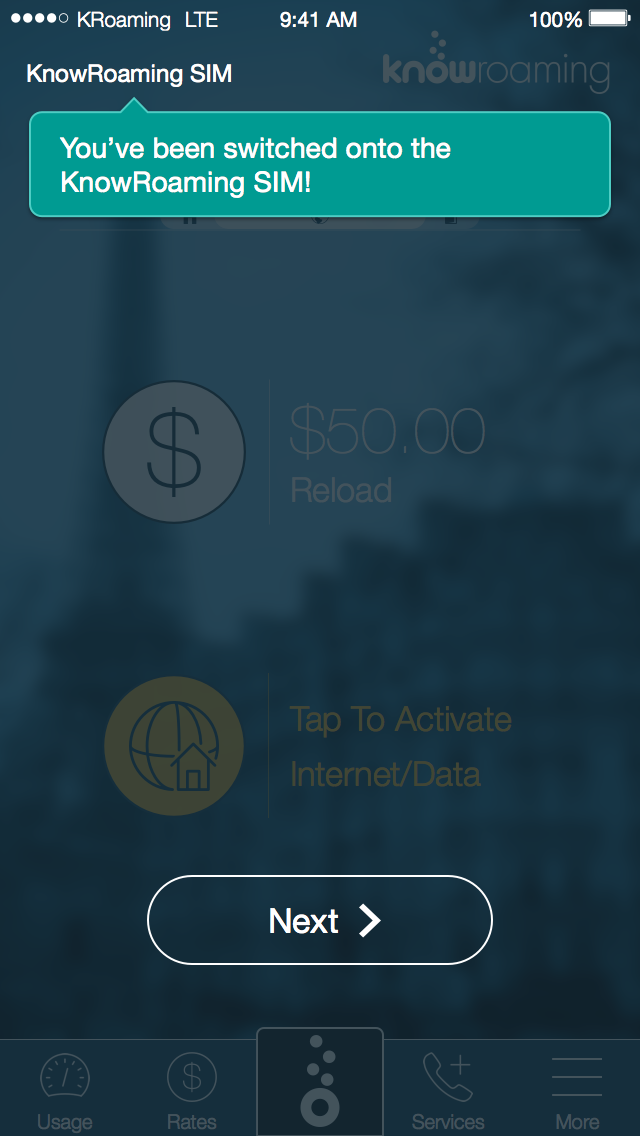 KRoaming LTE 9:41 AM 100%
KnowRoaming SIM
knowroaming
You've been switched onto the
KnowRoaming SIM!
$
$50.00
Reload
Tap To Activate
Internet/Data
Next
$
Usage Rates Services More